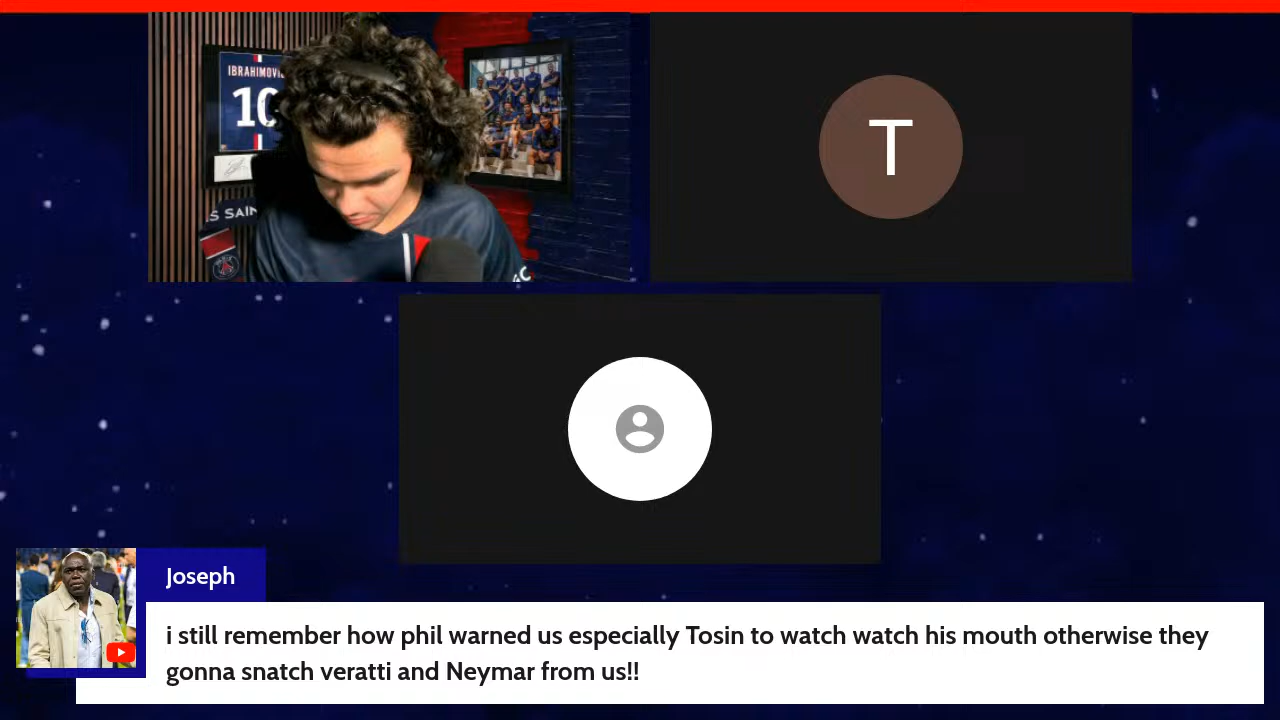 IBRAHIMOVI
10
S SAIN
T
Joseph
i still remember how phil warned us especially Tosin to watch watch his mouth otherwise they
gonna snatch veratti and Neymar from us!!